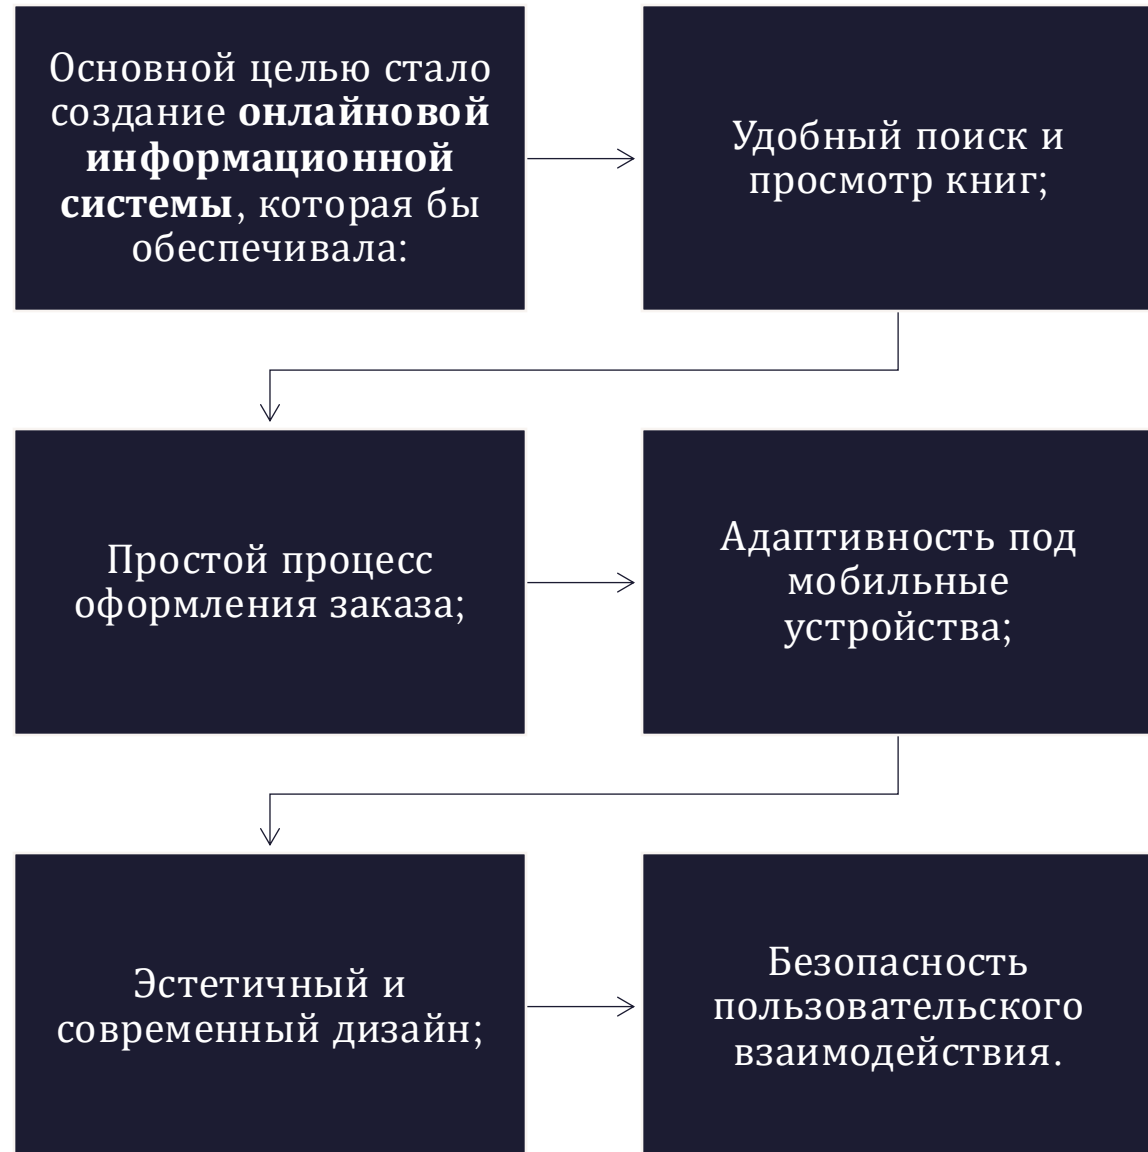 Основной целью стало
создание онлайновой
информационной
системы, которая бы
обеспечивала:
Удобный поиск и
просмотр книг;
Простой процесс
оформления заказа;
Адаптивность под
мобильные
устройства;
Эстетичный и
современный дизайн;
Безопасность
пользовательского
взаимодействия.